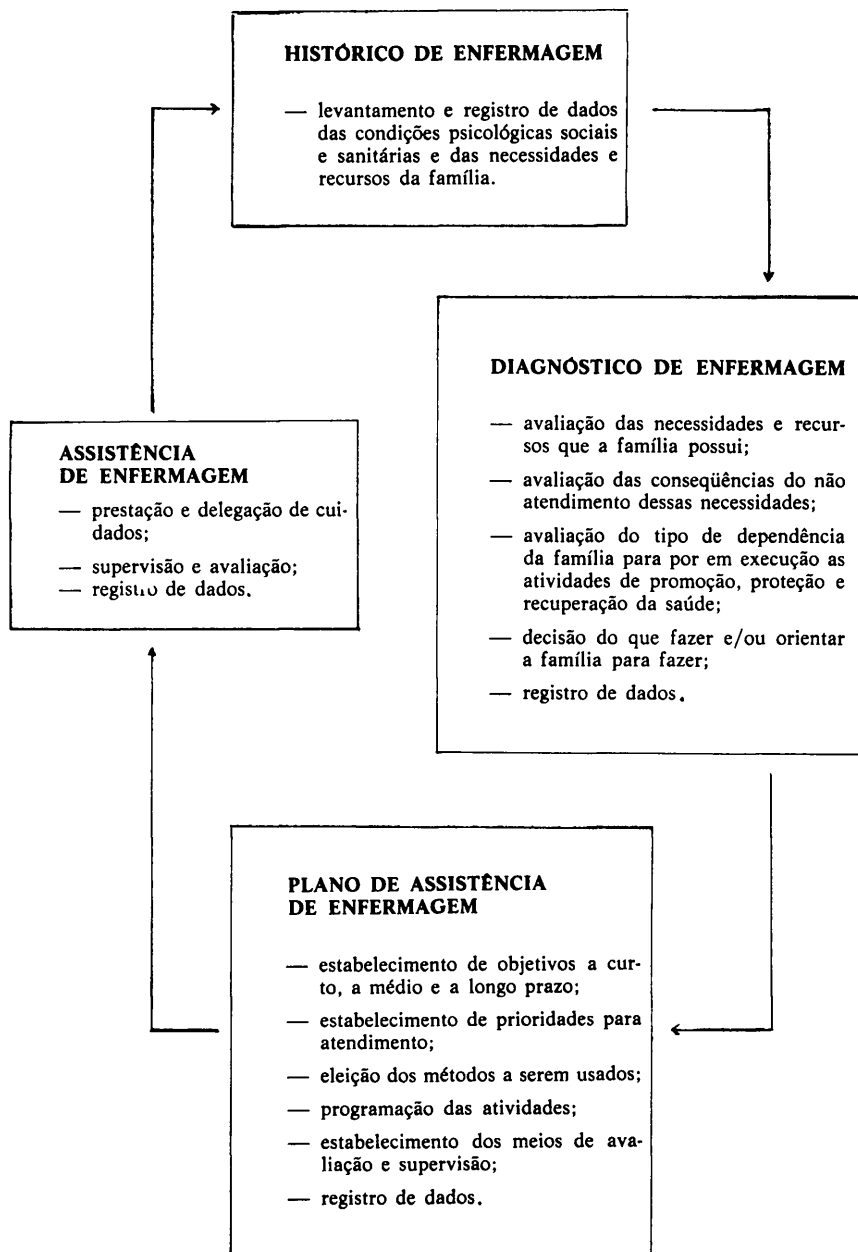 HISTÓRICO DE ENFERMAGEM
— levantamento e registro de dados
das condições psicológicas sociais
e sanitárias e das necessidades e
recursos da família.
DIAGNÓSTICO DE ENFERMAGEM
— avaliação das necessidades e recur-
sos que a família possui;
— avaliação das conseqüências do não
atendimento dessas necessidades;
— avaliação do tipo de dependência
da família para por em execução as
atividades de promoção, proteção e
recuperação da saúde;
— decisão do que fazer e/ou orientar
a família para fazer;
— registro de dados.
PLANO DE ASSISTÊNCIA
DE ENFERMAGEM
— estabelecimento de objetivos a cur-
to, a médio e a longo prazo;
— estabelecimento de prioridades para
atendimento;
— eleição dos métodos a serem usados;
— programação das atividades;
— estabelecimento dos meios de ava-
liação e supervisão;
— registro de dados.
ASSISTÊNCIA
DE ENFERMAGEM
— prestação e delegação de cui-
dados;
— supervisão e avaliação;
— registro de dados.